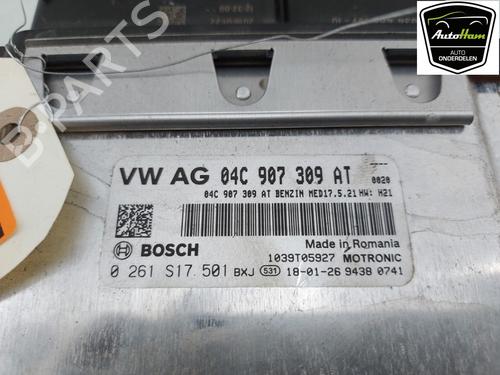 AutoHam
AUTO
ONDERDELEN
B-PARTS
VW AG 04C 907 309 AT 0020
04C 907 309 AT BENZIN MED17.5.21 HW: H21
BOSCH
Made in Romania
1039T05927 MOTRONIC
0 261 S17 501 BXJ 531 18-01-26 9438 0741